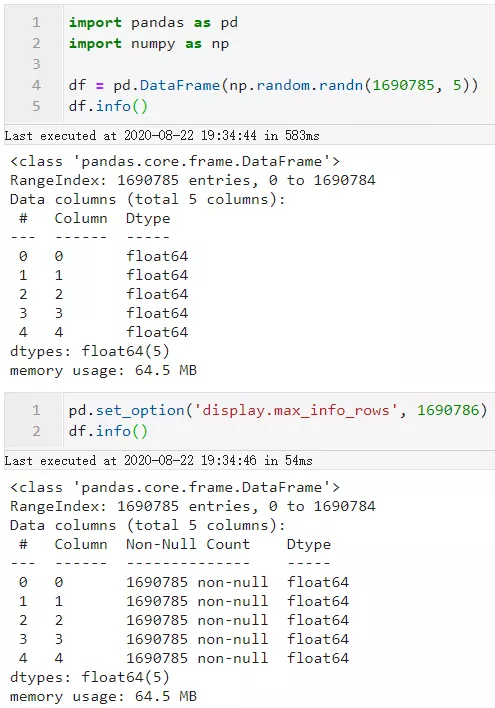 1 import pandas as pd
2 import numpy as np
3
4 df = pd.DataFrame(np.random.randn(1690785, 5))
5 df.info()
Last executed at 2020-08-22 19:34:44 in 583ms
<class 'pandas.core.frame.DataFrame'>
RangeIndex: 1690785 entries, 0 to 1690784
Data columns (total 5 columns):
 #   Column  Dtype
---  ------  -----
 0   0       float64
 1   1       float64
 2   2       float64
 3   3       float64
 4   4       float64
dtypes: float64(5)
memory usage: 64.5 MB
1 pd.set_option('display.max_info_rows', 1690786)
2 df.info()
Last executed at 2020-08-22 19:34:46 in 54ms
<class 'pandas.core.frame.DataFrame'>
RangeIndex: 1690785 entries, 0 to 1690784
Data columns (total 5 columns):
 #   Column  Non-Null Count    Dtype
---  ------  --------------    -----
 0   0       1690785 non-null  float64
 1   1       1690785 non-null  float64
 2   2       1690785 non-null  float64
 3   3       1690785 non-null  float64
 4   4       1690785 non-null  float64
dtypes: float64(5)
memory usage: 64.5 MB